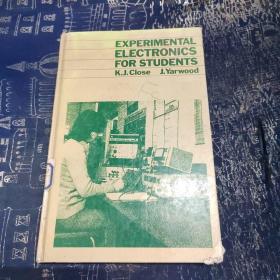 EXPERIMENTAL
ELECTRONICS
FOR STUDENTS
K.J.Close J.Yarwood